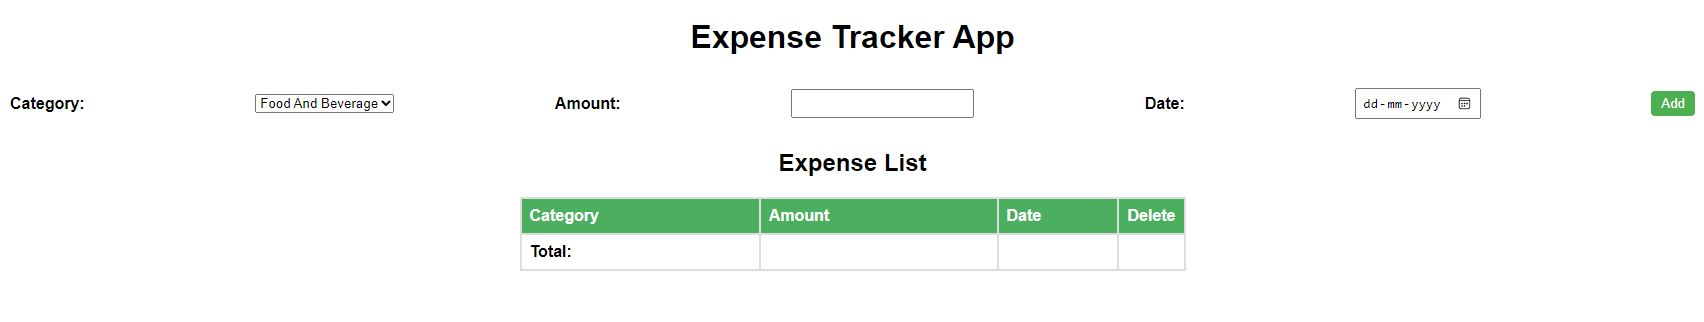 Expense Tracker App
Category: Food And Beverage Amount: Date: dd-mm-yyyy Add
Expense List
Category Amount Date Delete
Total: